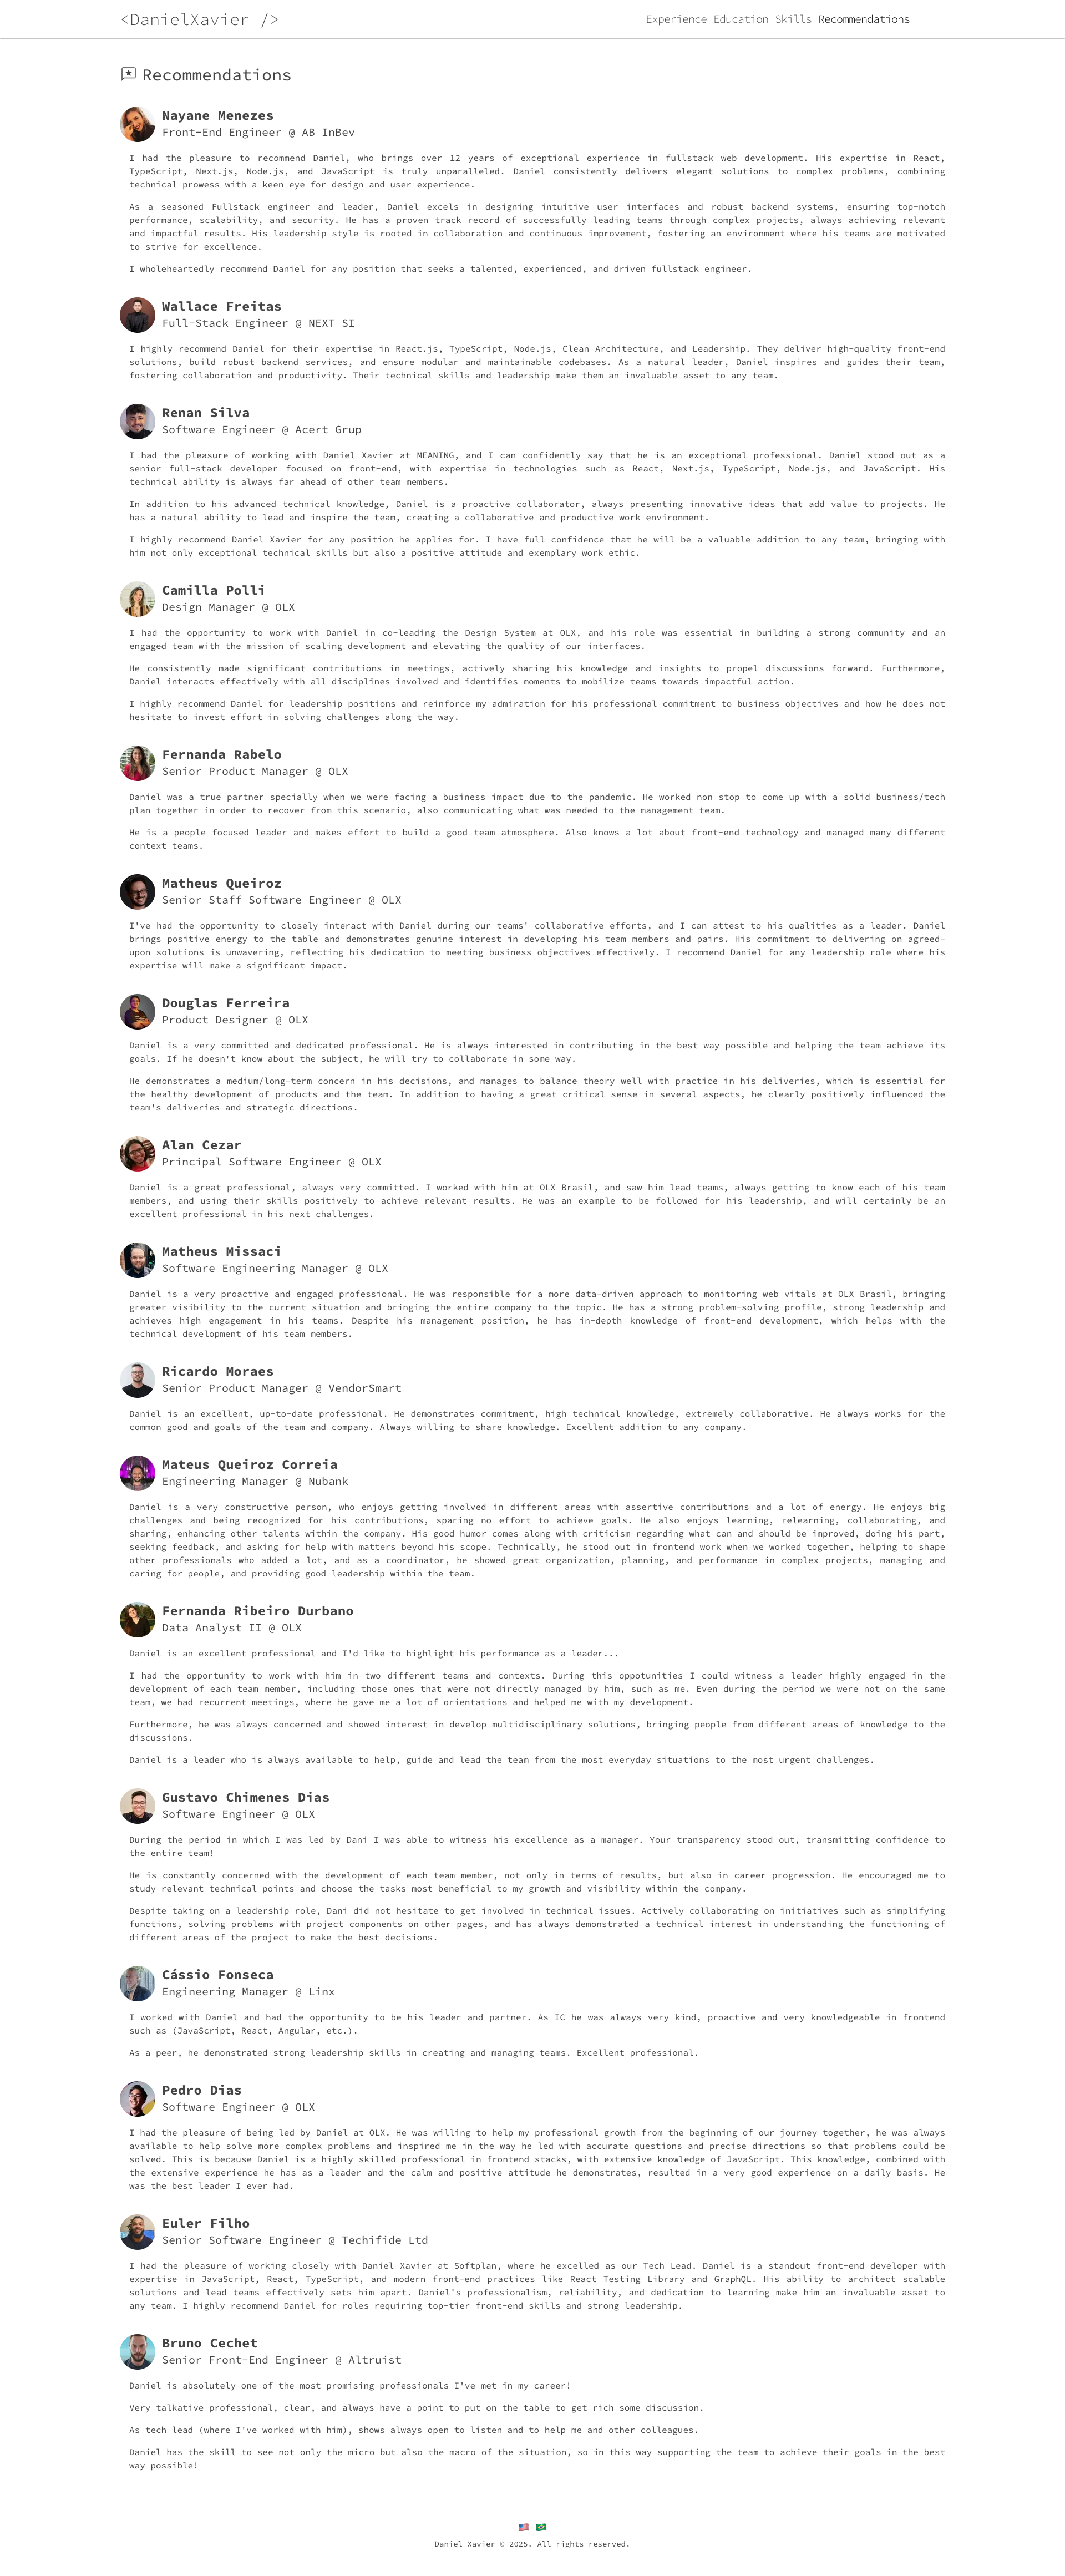 <DanielXavier />
Experience Education Skills Recommendations
Recommendations
Nayane Menezes
Front-End Engineer @ AB InBev
I had the pleasure to recommend Daniel, who brings over 12 years of exceptional experience in fullstack web development. His expertise in React,
TypeScript, Next.js, Node.js, and JavaScript is truly unparalleled. Daniel consistently delivers elegant solutions to complex problems, combining
technical prowess with a keen eye for design and user experience.
As a seasoned Fullstack engineer and leader, Daniel excels in designing intuitive user interfaces and robust backend systems, ensuring top-notch
performance, scalability, and security. He has a proven track record of successfully leading teams through complex projects, always achieving relevant
and impactful results. His leadership style is rooted in collaboration and continuous improvement, fostering an environment where his teams are motivated
to strive for excellence.
I wholeheartedly recommend Daniel for any position that seeks a talented, experienced, and driven fullstack engineer.
Wallace Freitas
Full-Stack Engineer @ NEXT SI
I highly recommend Daniel for their expertise in React.js, TypeScript, Node.js, Clean Architecture, and Leadership. They deliver high-quality front-end
solutions, build robust backend services, and ensure modular and maintainable codebases. As a natural leader, Daniel inspires and guides their team,
fostering collaboration and productivity. Their technical skills and leadership make them an invaluable asset to any team.
Renan Silva
Software Engineer @ Acert Grup
I had the pleasure of working with Daniel Xavier at MEANING, and I can confidently say that he is an exceptional professional. Daniel stood out as a
senior full-stack developer focused on front-end, with expertise in technologies such as React, Next.js, TypeScript, Node.js, and JavaScript. His
technical ability is always far ahead of other team members.
In addition to his advanced technical knowledge, Daniel is a proactive collaborator, always presenting innovative ideas that add value to projects. He
has a natural ability to lead and inspire the team, creating a collaborative and productive work environment.
I highly recommend Daniel Xavier for any position he applies for. I have full confidence that he will be a valuable addition to any team, bringing with
him not only exceptional technical skills but also a positive attitude and exemplary work ethic.
Camilla Polli
Design Manager @ OLX
I had the opportunity to work with Daniel in co-leading the Design System at OLX, and his role was essential in building a strong community and an
engaged team with the mission of scaling development and elevating the quality of our interfaces.
He consistently made significant contributions in meetings, actively sharing his knowledge and insights to propel discussions forward. Furthermore,
Daniel interacts effectively with all disciplines involved and identifies moments to mobilize teams towards impactful action.
I highly recommend Daniel for leadership positions and reinforce my admiration for his professional commitment to business objectives and how he does not
hesitate to invest effort in solving challenges along the way.
Fernanda Rabelo
Senior Product Manager @ OLX
Daniel was a true partner specially when we were facing a business impact due to the pandemic. He worked non stop to come up with a solid business/tech
plan together in order to recover from this scenario, also communicating what was needed to the management team.
He is a people focused leader and makes effort to build a good team atmosphere. Also knows a lot about front-end technology and managed many different
context teams.
Matheus Queiroz
Senior Staff Software Engineer @ OLX
I've had the opportunity to closely interact with Daniel during our teams' collaborative efforts, and I can attest to his qualities as a leader. Daniel
brings positive energy to the table and demonstrates genuine interest in developing his team members and pairs. His commitment to delivering on agreed-
upon solutions is unwavering, reflecting his dedication to meeting business objectives effectively. I recommend Daniel for any leadership role where his
expertise will make a significant impact.
Douglas Ferreira
Product Designer @ OLX
Daniel is a very committed and dedicated professional. He is always interested in contributing in the best way possible and helping the team achieve its
goals. If he doesn't know about the subject, he will try to collaborate in some way.
He demonstrates a medium/long-term concern in his decisions, and manages to balance theory well with practice in his deliveries, which is essential for
the healthy development of products and the team. In addition to having a great critical sense in several aspects, he clearly positively influenced the
team's deliveries and strategic directions.
Alan Cezar
Principal Software Engineer @ OLX
Daniel is a great professional, always very committed. I worked with him at OLX Brasil, and saw him lead teams, always getting to know each of his team
members, and using their skills positively to achieve relevant results. He was an example to be followed for his leadership, and will certainly be an
excellent professional in his next challenges.
Matheus Missaci
Software Engineering Manager @ OLX
Daniel is a very proactive and engaged professional. He was responsible for a more data-driven approach to monitoring web vitals at OLX Brasil, bringing
greater visibility to the current situation and bringing the entire company to the topic. He has a strong problem-solving profile, strong leadership and
achieves high engagement in his teams. Despite his management position, he has in-depth knowledge of front-end development, which helps with the
technical development of his team members.
Ricardo Moraes
Senior Product Manager @ VendorSmart
Daniel is an excellent, up-to-date professional. He demonstrates commitment, high technical knowledge, extremely collaborative. He always works for the
common good and goals of the team and company. Always willing to share knowledge. Excellent addition to any company.
Mateus Queiroz Correia
Engineering Manager @ Nubank
Daniel is a very constructive person, who enjoys getting involved in different areas with assertive contributions and a lot of energy. He enjoys big
challenges and being recognized for his contributions, sparing no effort to achieve goals. He also enjoys learning, relearning, collaborating, and
sharing, enhancing other talents within the company. His good humor comes along with criticism regarding what can and should be improved, doing his part,
seeking feedback, and asking for help with matters beyond his scope. Technically, he stood out in frontend work when we worked together, helping to shape
other professionals who added a lot, and as a coordinator, he showed great organization, planning, and performance in complex projects, managing and
caring for people, and providing good leadership within the team.
Fernanda Ribeiro Durbano
Data Analyst II @ OLX
Daniel is an excellent professional and I'd like to highlight his performance as a leader...
I had the opportunity to work with him in two different teams and contexts. During this oppotunities I could witness a leader highly engaged in the
development of each team member, including those ones that were not directly managed by him, such as me. Even during the period we were not on the same
team, we had recurrent meetings, where he gave me a lot of orientations and helped me with my development.
Furthermore, he was always concerned and showed interest in develop multidisciplinary solutions, bringing people from different areas of knowledge to the
discussions.
Daniel is a leader who is always available to help, guide and lead the team from the most everyday situations to the most urgent challenges.
Gustavo Chimenes Dias
Software Engineer @ OLX
During the period in which I was led by Dani I was able to witness his excellence as a manager. Your transparency stood out, transmitting confidence to
the entire team!
He is constantly concerned with the development of each team member, not only in terms of results, but also in career progression. He encouraged me to
study relevant technical points and choose the tasks most beneficial to my growth and visibility within the company.
Despite taking on a leadership role, Dani did not hesitate to get involved in technical issues. Actively collaborating on initiatives such as simplifying
functions, solving problems with project components on other pages, and has always demonstrated a technical interest in understanding the functioning of
different areas of the project to make the best decisions.
Cássio Fonseca
Engineering Manager @ Linx
I worked with Daniel and had the opportunity to be his leader and partner. As IC he was always very kind, proactive and very knowledgeable in frontend
such as (JavaScript, React, Angular, etc.).
As a peer, he demonstrated strong leadership skills in creating and managing teams. Excellent professional.
Pedro Dias
Software Engineer @ OLX
I had the pleasure of being led by Daniel at OLX. He was willing to help my professional growth from the beginning of our journey together, he was always
available to help solve more complex problems and inspired me in the way he led with accurate questions and precise directions so that problems could be
solved. This is because Daniel is a highly skilled professional in frontend stacks, with extensive knowledge of JavaScript. This knowledge, combined with
the extensive experience he has as a leader and the calm and positive attitude he demonstrates, resulted in a very good experience on a daily basis. He
was the best leader I ever had.
Euler Filho
Senior Software Engineer @ Techifide Ltd
I had the pleasure of working closely with Daniel Xavier at Softplan, where he excelled as our Tech Lead. Daniel is a standout front-end developer with
expertise in JavaScript, React, TypeScript, and modern front-end practices like React Testing Library and GraphQL. His ability to architect scalable
solutions and lead teams effectively sets him apart. Daniel's professionalism, reliability, and dedication to learning make him an invaluable asset to
any team. I highly recommend Daniel for roles requiring top-tier front-end skills and strong leadership.
Bruno Cechet
Senior Front-End Engineer @ Altruist
Daniel is absolutely one of the most promising professionals I've met in my career!
Very talkative professional, clear, and always have a point to put on the table to get rich some discussion.
As tech lead (where I've worked with him), shows always open to listen and to help me and other colleagues.
Daniel has the skill to see not only the micro but also the macro of the situation, so in this way supporting the team to achieve their goals in the best
way possible!
Daniel Xavier © 2025. All rights reserved.